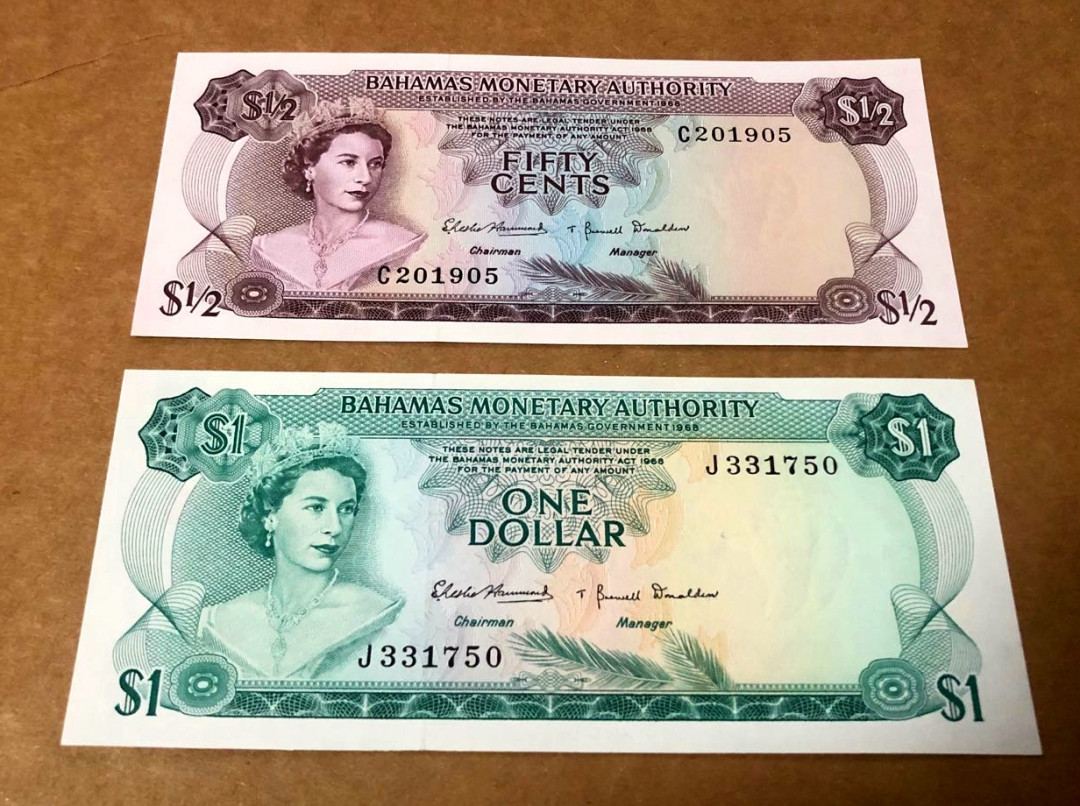 $1/2
BAHAMAS MONETARY AUTHORITY
$1/2
ESTABLISHED BY THE BAHAMAS GOVERNMENT 1968
THESE NOTES ARE LEGAL TENDER UNDER
THE BAHAMAS MONETARY AUTHORITY ACT 1968
FOR THE PAYMENT OF ANY AMOUNT
C201905
FIFTY
CENTS
T. Donaldson
Chairman Manager
C201905
$1/2
$1/2
$1
BAHAMAS MONETARY AUTHORITY
$1
ESTABLISHED BY THE BAHAMAS GOVERNMENT 1968
THESE NOTES ARE LEGAL TENDER UNDER
THE BAHAMAS MONETARY AUTHORITY ACT 1968
FOR THE PAYMENT OF ANY AMOUNT
J331750
ONE
DOLLAR
T Donaldson
Chairman Manager
J331750
$1
$1